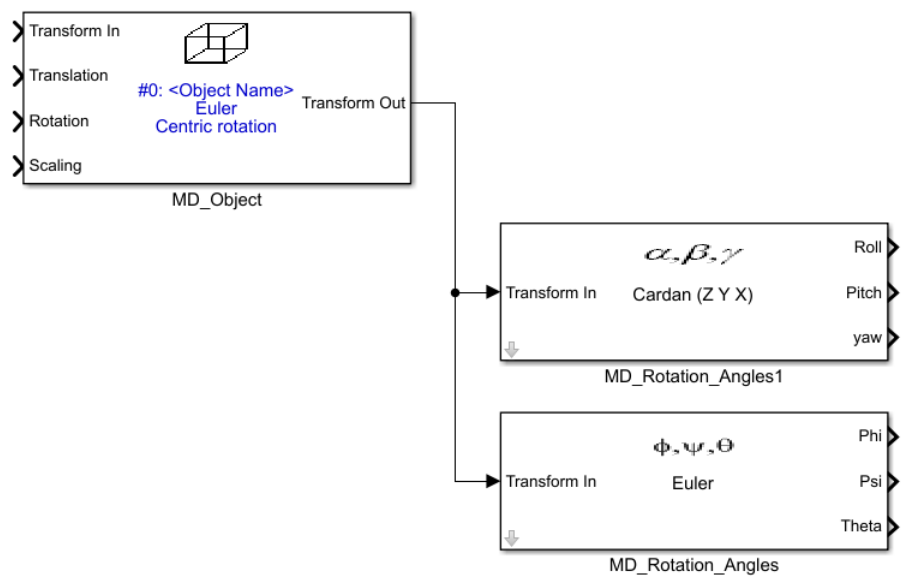 Transform In
Translation
Rotation
Scaling
#0: <Object Name>
Euler
Centric rotation
Transform Out
MD_Object
Transform In
α,β,γ
Cardan (Z Y X)
Roll
Pitch
yaw
MD_Rotation_Angles1
Transform In
ϕ,ψ,θ
Euler
Phi
Psi
Theta
MD_Rotation_Angles